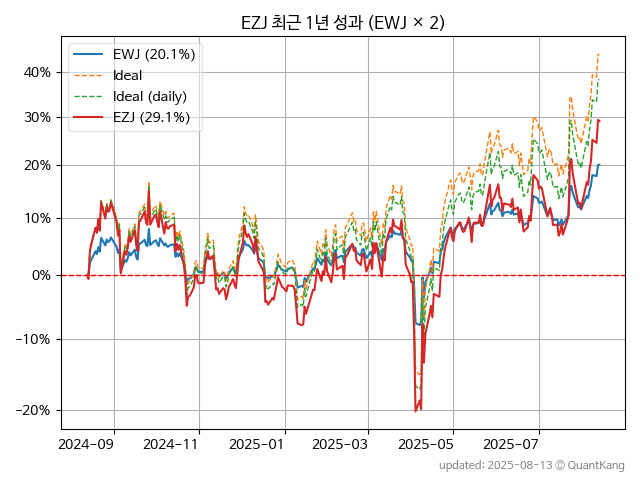 EZJ 최근 1년 성과 (EWJ × 2)
EWJ (20.1%)
Ideal
Ideal (daily)
EZJ (29.1%)
40%
30%
20%
10%
0%
−10%
−20%
2024-09 2024-11 2025-01 2025-03 2025-05 2025-07
updated: 2025-08-13 © QuantKang